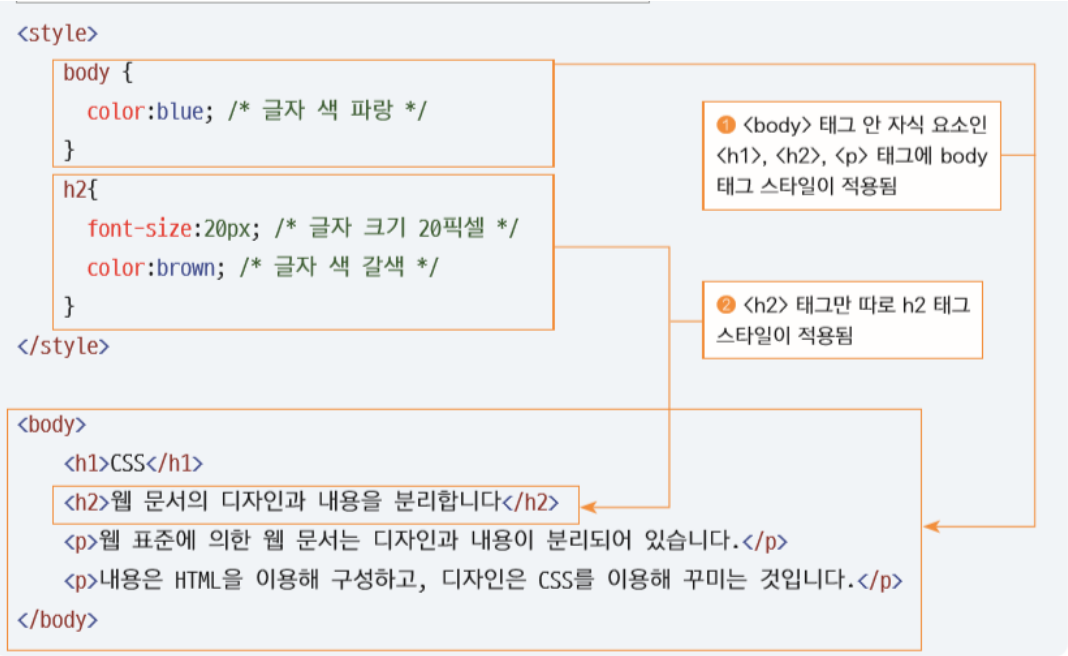 <style>
body {
color:blue; /* 글자 색 파랑 */
}
h2{
font-size:20px; /* 글자 크기 20픽셀 */
color:brown; /* 글자 색 갈색 */
}
</style>
❶ <body> 태그 안 자식 요소인
<h1>, <h2>, <p> 태그에 body
태그 스타일이 적용됨
❷ <h2> 태그만 따로 h2 태그
스타일이 적용됨
<body>
<h1>CSS</h1>
<h2>웹 문서의 디자인과 내용을 분리합니다</h2>
<p>웹 표준에 의한 웹 문서는 디자인과 내용이 분리되어 있습니다.</p>
<p>내용은 HTML을 이용해 구성하고, 디자인은 CSS를 이용해 꾸미는 것입니다.</p>
</body>